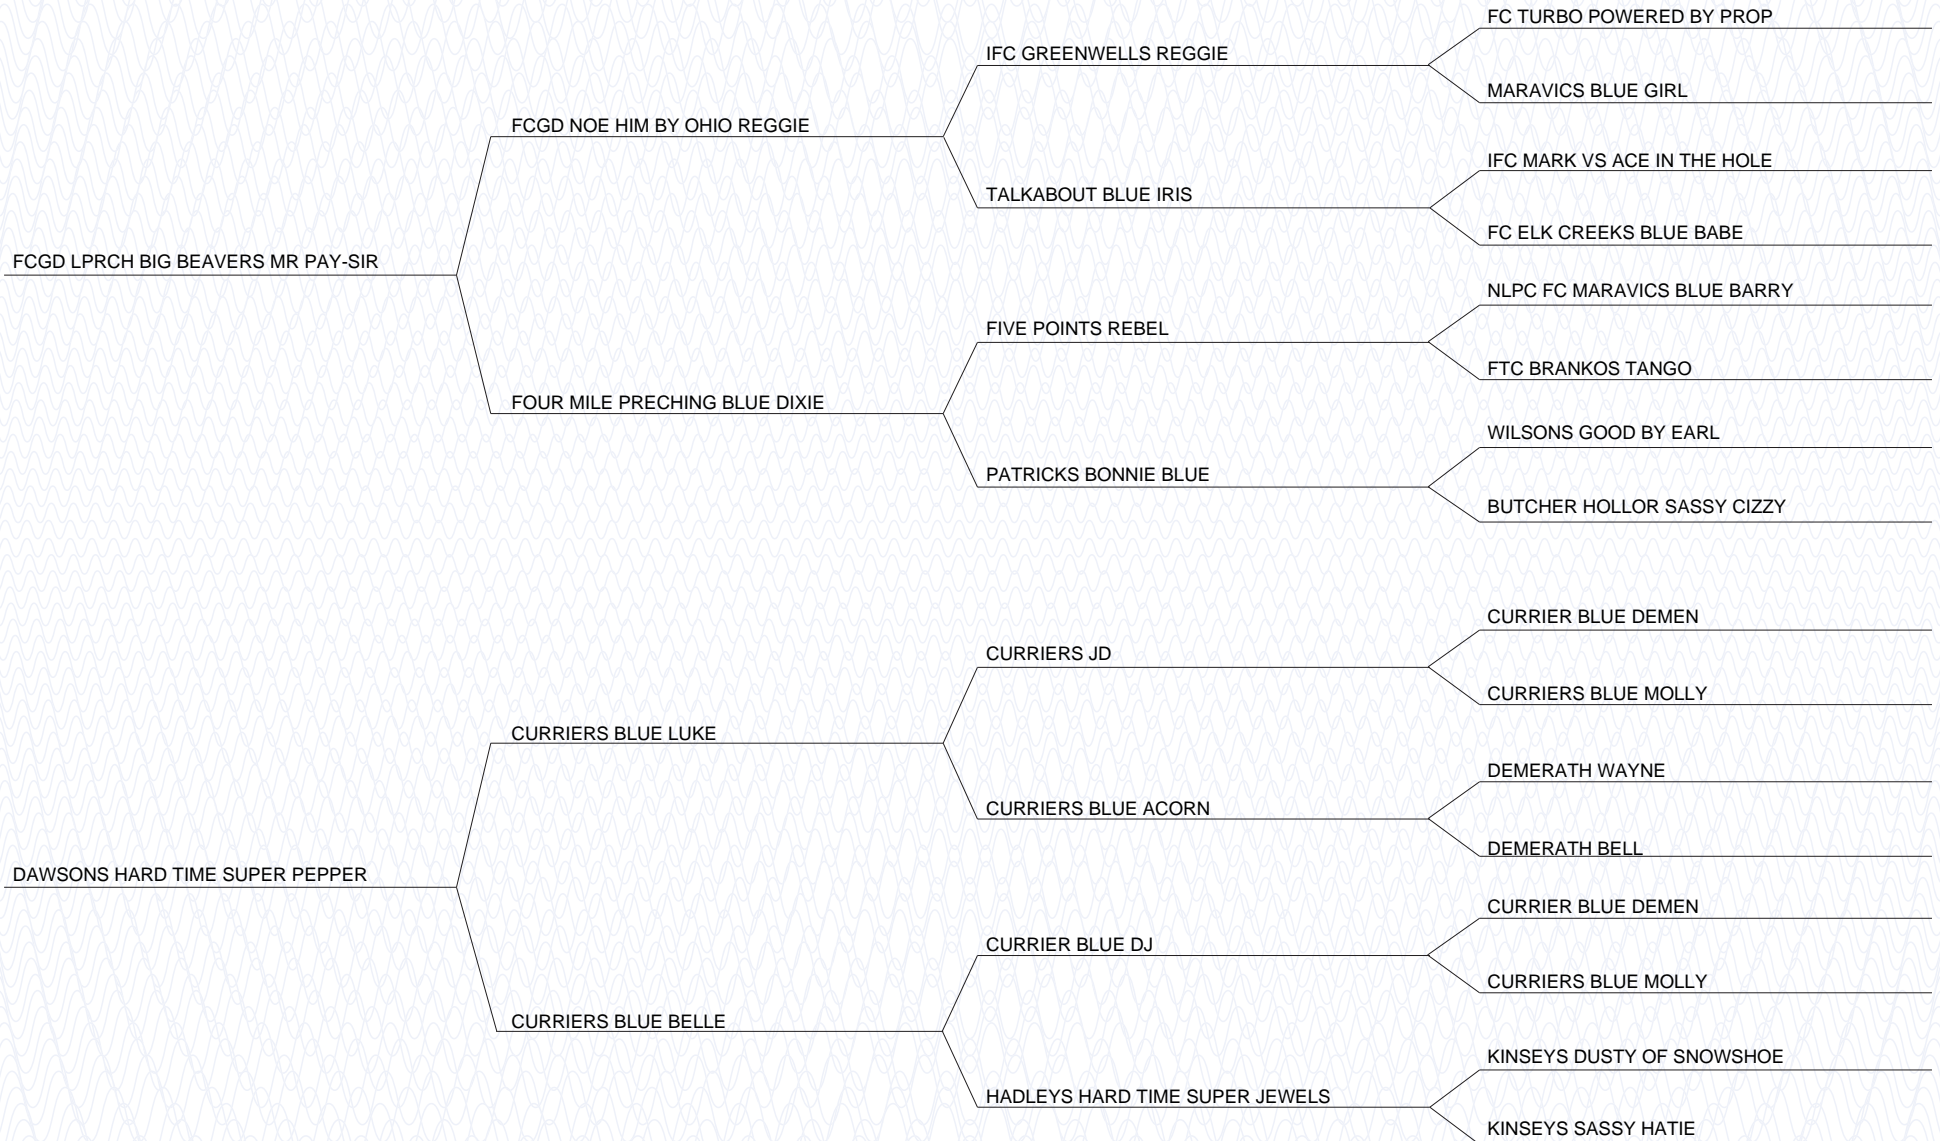 FC TURBO POWERED BY PROP
IFC GREENWELLS REGGIE
MARAVICS BLUE GIRL
FCGD NOE HIM BY OHIO REGGIE
IFC MARK VS ACE IN THE HOLE
TALKABOUT BLUE IRIS
FC ELK CREEKS BLUE BABE
FCGD LPRCH BIG BEAVERS MR PAY-SIR
NLPC FC MARAVICS BLUE BARRY
FIVE POINTS REBEL
FTC BRANKOS TANGO
FOUR MILE PRECHING BLUE DIXIE
WILSONS GOOD BY EARL
PATRICKS BONNIE BLUE
BUTCHER HOLLOR SASSY CIZZY
CURRIER BLUE DEMEN
CURRIERS JD
CURRIERS BLUE MOLLY
CURRIERS BLUE LUKE
DEMERATH WAYNE
CURRIERS BLUE ACORN
DEMERATH BELL
DAWSONS HARD TIME SUPER PEPPER
CURRIER BLUE DEMEN
CURRIER BLUE DJ
CURRIERS BLUE MOLLY
CURRIERS BLUE BELLE
KINSEYS DUSTY OF SNOWSHOE
HADLEYS HARD TIME SUPER JEWELS
KINSEYS SASSY HATIE